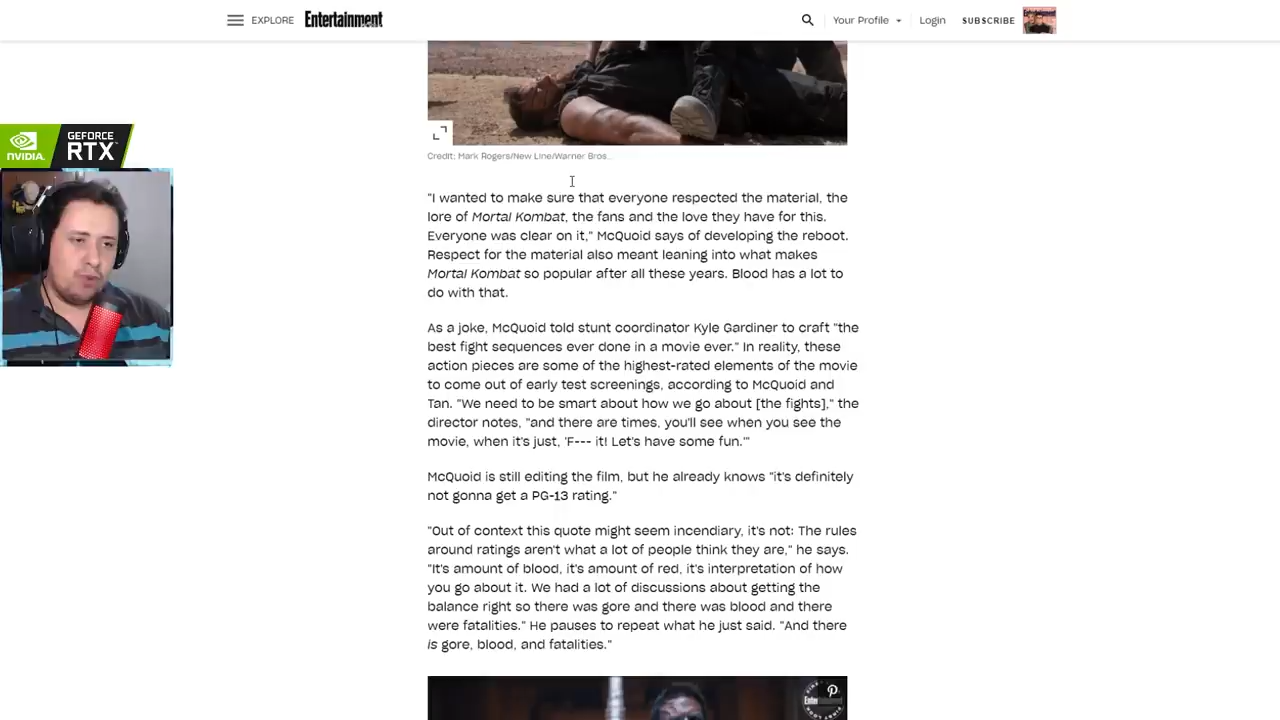 EXPLORE Entertainment Your Profile Login SUBSCRIBE
NVIDIA. GEFORCE RTX
Credit: Mark Rogers/New Line/Warner Bros...
"I wanted to make sure that everyone respected the material, the
lore of Mortal Kombat, the fans and the love they have for this.
Everyone was clear on it," McQuoid says of developing the reboot.
Respect for the material also meant leaning into what makes
Mortal Kombat so popular after all these years. Blood has a lot to
do with that.
As a joke, McQuoid told stunt coordinator Kyle Gardiner to craft "the
best fight sequences ever done in a movie ever." In reality, these
action pieces are some of the highest-rated elements of the movie
to come out of early test screenings, according to McQuoid and
Tan. "We need to be smart about how we go about [the fights]," the
director notes, "and there are times, you'll see when you see the
movie, when it's just, 'F--- it! Let's have some fun.'"
McQuoid is still editing the film, but he already knows "it's definitely
not gonna get a PG-13 rating."
"Out of context this quote might seem incendiary, it's not: The rules
around ratings aren't what a lot of people think they are," he says.
"It's amount of blood, it's amount of red, it's interpretation of how
you go about it. We had a lot of discussions about getting the
balance right so there was gore and there was blood and there
were fatalities." He pauses to repeat what he just said. "And there
is gore, blood, and fatalities."